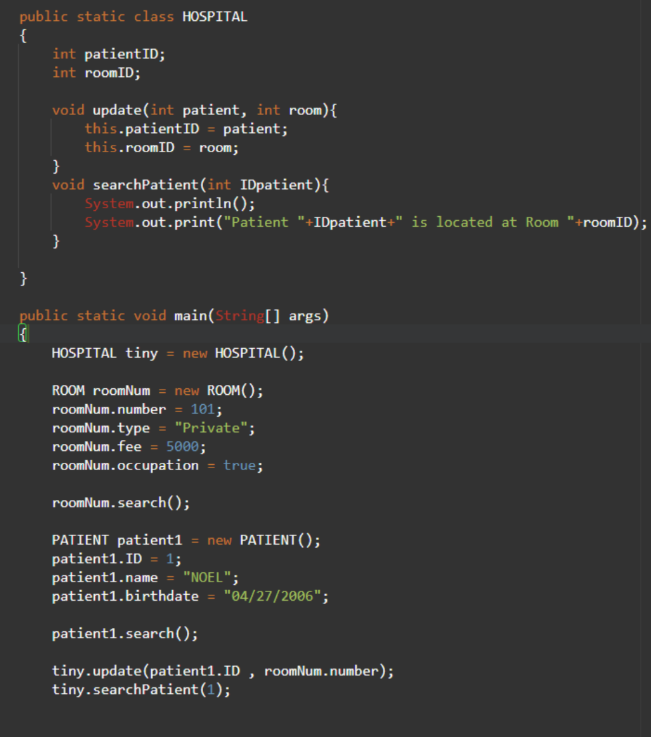 public static class HOSPITAL
{
    int patientID;
    int roomID;

    void update(int patient, int room){
        this.patientID = patient;
        this.roomID = room;
    }
    void searchPatient(int IDpatient){
        System.out.println();
        System.out.print("Patient "+IDpatient+" is located at Room "+roomID);
    }

}

public static void main(String[] args)
{
    HOSPITAL tiny = new HOSPITAL();

    ROOM roomNum = new ROOM();
    roomNum.number = 101;
    roomNum.type = "Private";
    roomNum.fee = 5000;
    roomNum.occupation = true;

    roomNum.search();

    PATIENT patient1 = new PATIENT();
    patient1.ID = 1;
    patient1.name = "NOEL";
    patient1.birthdate = "04/27/2006";

    patient1.search();

    tiny.update(patient1.ID , roomNum.number);
    tiny.searchPatient(1);